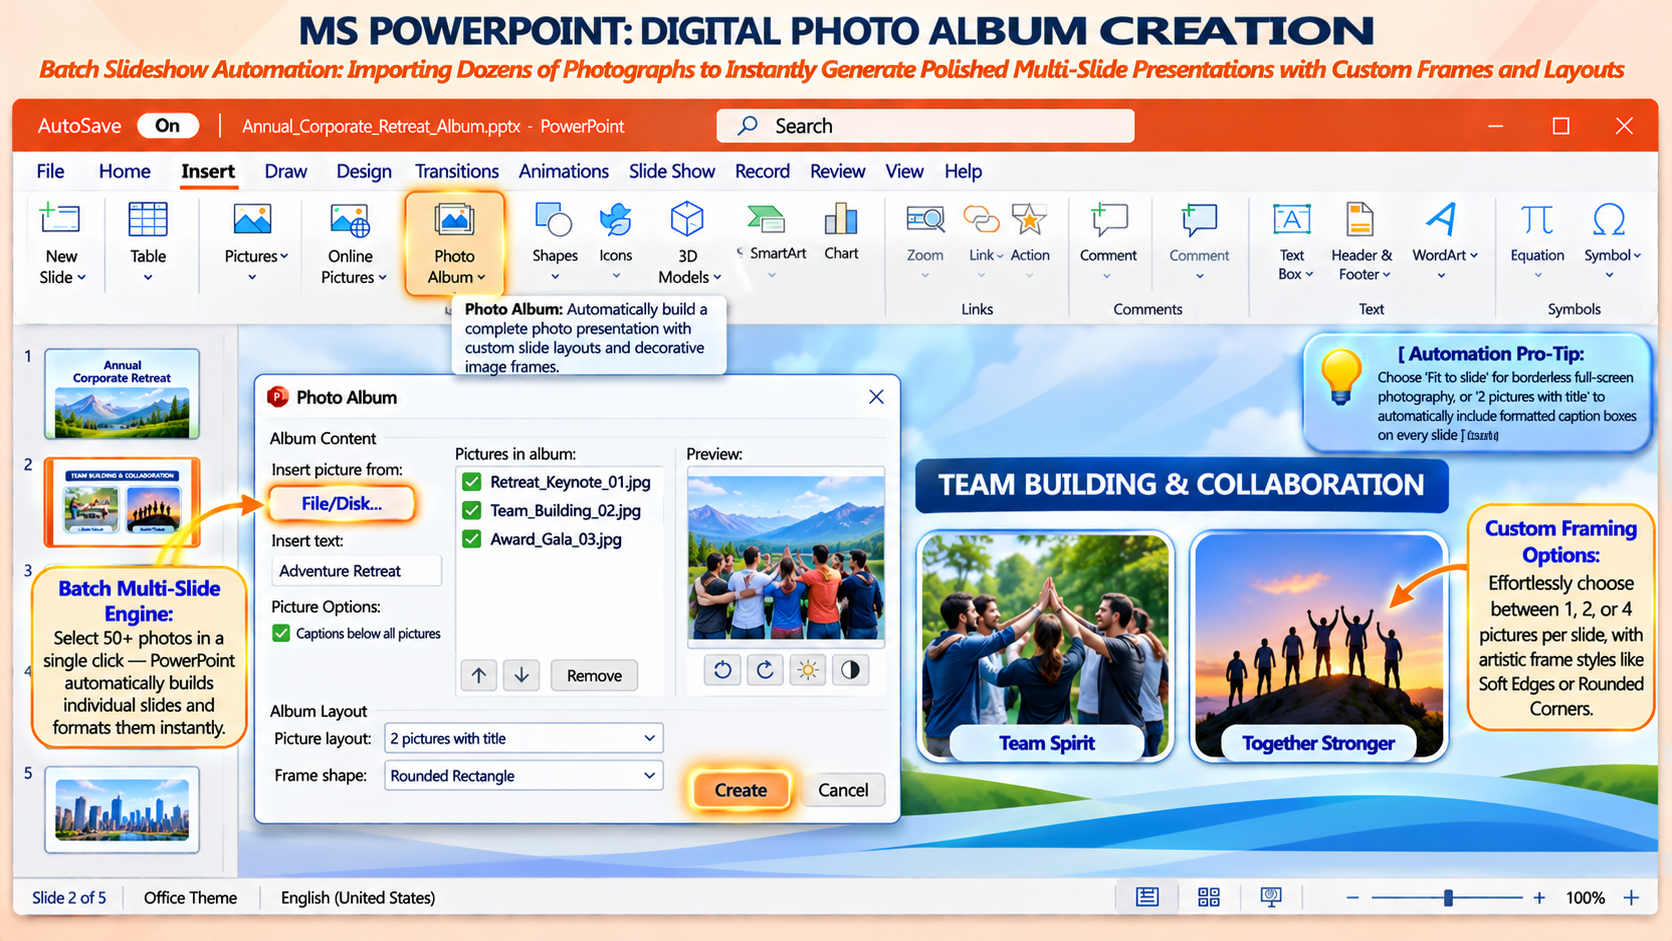 MS POWERPOINT: DIGITAL PHOTO ALBUM CREATION
Batch Slideshow Automation: Importing Dozens of Photographs to Instantly Generate Polished Multi-Slide Presentations with Custom Frames and Layouts
AutoSave On Annual_Corporate_Retreat_Album.pptx - PowerPoint Search
File Home Insert Draw Design Transitions Animations Slide Show Record Review View Help
New
Slide
Table
Pictures
Online
Pictures
Photo
Album
Shapes
Icons
3D
Models
SmartArt
Chart
Zoom
Link
Action
Links
Comment
Comment
Comments
Text
Box
Header &
Footer
WordArt
Text
Equation
Symbol
Symbols
Photo Album: Automatically build a
complete photo presentation with
custom slide layouts and decorative
image frames.
1
Annual
Corporate Retreat
2
TEAM BUILDING & COLLABORATION
3
4
5
Batch Multi-Slide
Engine:
Select 50+ photos in a
single click — PowerPoint
automatically builds
individual slides and
formats them instantly.
Photo Album
Album Content
Insert picture from:
File/Disk...
Insert text:
Adventure Retreat
Picture Options:
Captions below all pictures
Pictures in album:
Retreat_Keynote_01.jpg
Team_Building_02.jpg
Award_Gala_03.jpg
Remove
Preview:
Album Layout
Picture layout: 2 pictures with title
Frame shape: Rounded Rectangle
Create Cancel
[ Automation Pro-Tip:
Choose 'Fit to slide' for borderless full-screen
photography, or '2 pictures with title' to
automatically include formatted caption boxes
on every slide
TEAM BUILDING & COLLABORATION
Team Spirit
Together Stronger
Custom Framing
Options:
Effortlessly choose
between 1, 2, or 4
pictures per slide, with
artistic frame styles like
Soft Edges or Rounded
Corners.
Slide 2 of 5 Office Theme English (United States) 100%